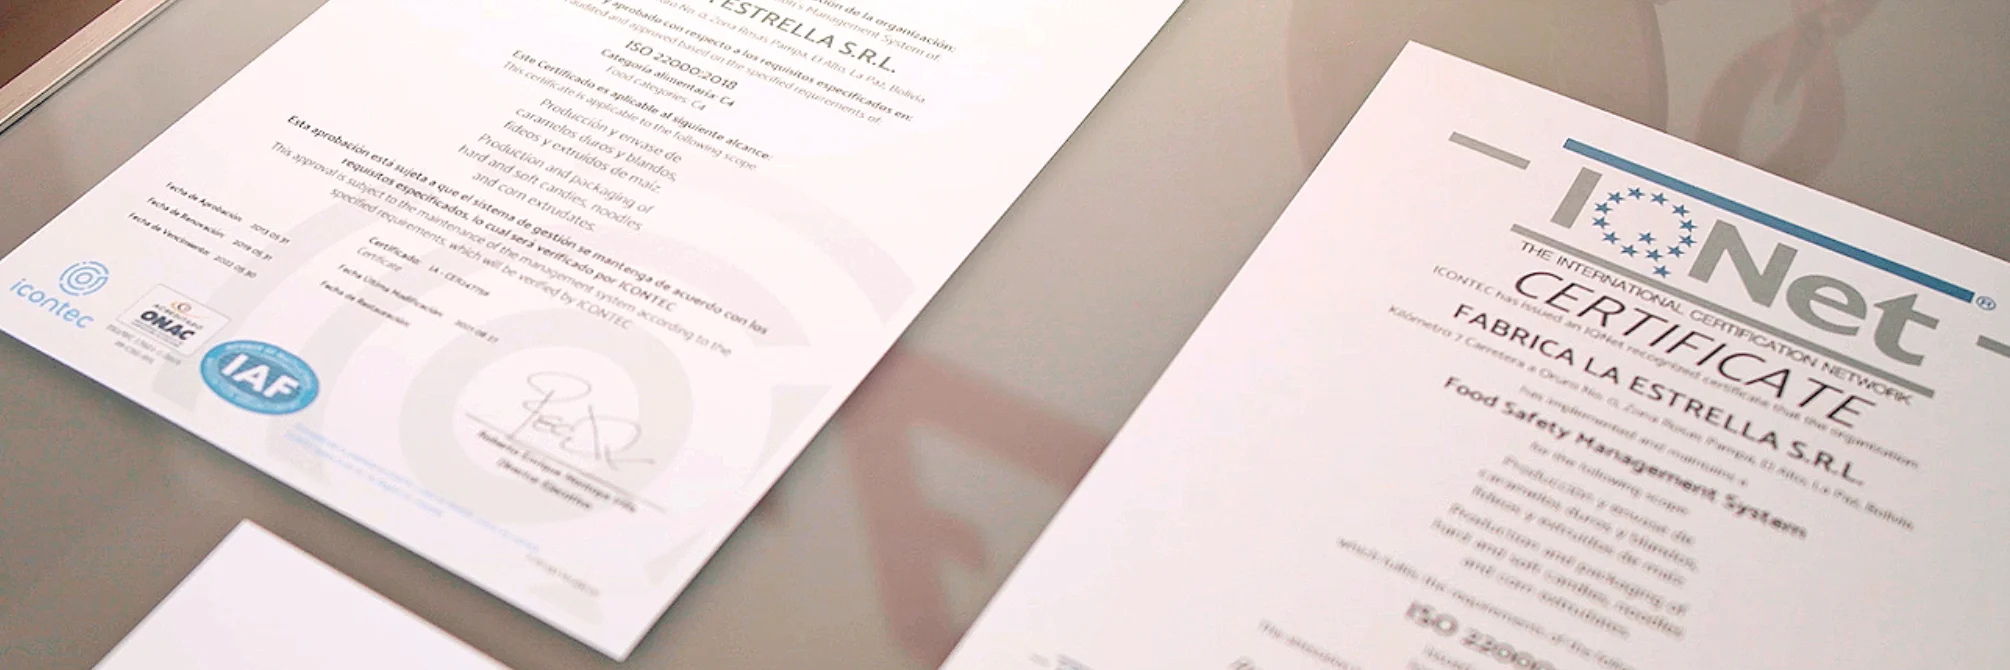 ción de la organización:
Management System of:
ESTRELLA S.R.L.
ro No. 0, Zona Rosas Pampa, El Alto, La Paz, Bolivia
y aprobado con respecto a los requisitos especificados en:
audited and approved based on the specified requirements of:
ISO 22000:2018
Categoría alimentaria: C4
Food categories: C4
Este Certificado es aplicable al siguiente alcance:
This certificate is applicable to the following scope
Producción y envase de
caramelos duros y blandos,
fideos y extruidos de maíz
Production and packaging of
hard and soft candies, noodles
and corn extrudates.
Esta aprobación está sujeta a que el sistema de gestión se mantenga de acuerdo con los
requisitos especificados, lo cual será verificado por ICONTEC
This approval is subject to the maintenance of the management system according to the
specified requirements, which will be verified by ICONTEC
Fecha de Aprobación: 2013 05 31
Fecha de Renovación: 2019 05 31
Fecha de Vencimiento: 2022 05 30
Certificado:
Certificate
Fecha Última Modificación: 2021 08 27
Fecha de Restauración:
icontec
ACREDITADO
ONAC
IAF
Roberto Enrique Montoya Villa
Director Ejecutivo
IQNet®
THE INTERNATIONAL CERTIFICATION NETWORK
CERTIFICATE
ICONTEC has issued an IQNet recognized certificate that the organization:
FABRICA LA ESTRELLA S.R.L.
Kilómetro 7 Carretera a Oruro No. 0, Zona Rosas Pampa, El Alto, La Paz, Bolivia
has implemented and maintains a
Food Safety Management System
for the following scope:
Producción y envase de
caramelos duros y blandos,
fideos y extruidos de maíz
Production and packaging of
hard and soft candies, noodles
and corn extrudates.
which fulfils the requirements of the following
ISO 22000